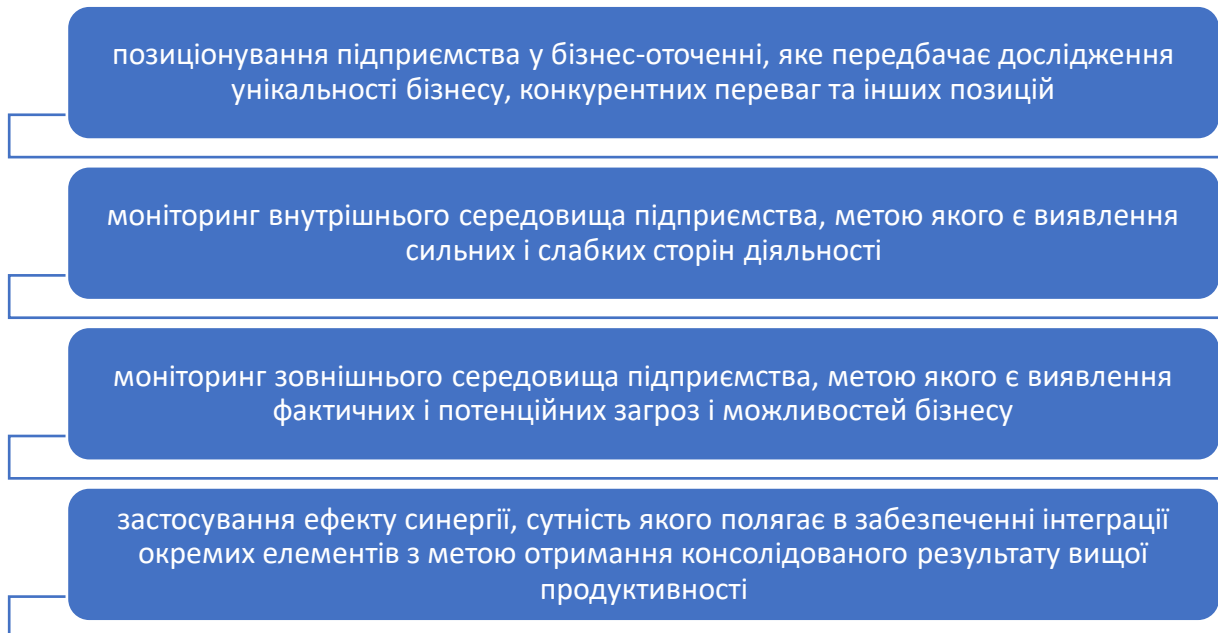 позиціонування підприємства у бізнес-оточенні, яке передбачає дослідження
унікальності бізнесу, конкурентних переваг та інших позицій
моніторинг внутрішнього середовища підприємства, метою якого є виявлення
сильних і слабких сторін діяльності
моніторинг зовнішнього середовища підприємства, метою якого є виявлення
фактичних і потенційних загроз і можливостей бізнесу
застосування ефекту синергії, сутність якого полягає в забезпеченні інтеграції
окремих елементів з метою отримання консолідованого результату вищої
продуктивності